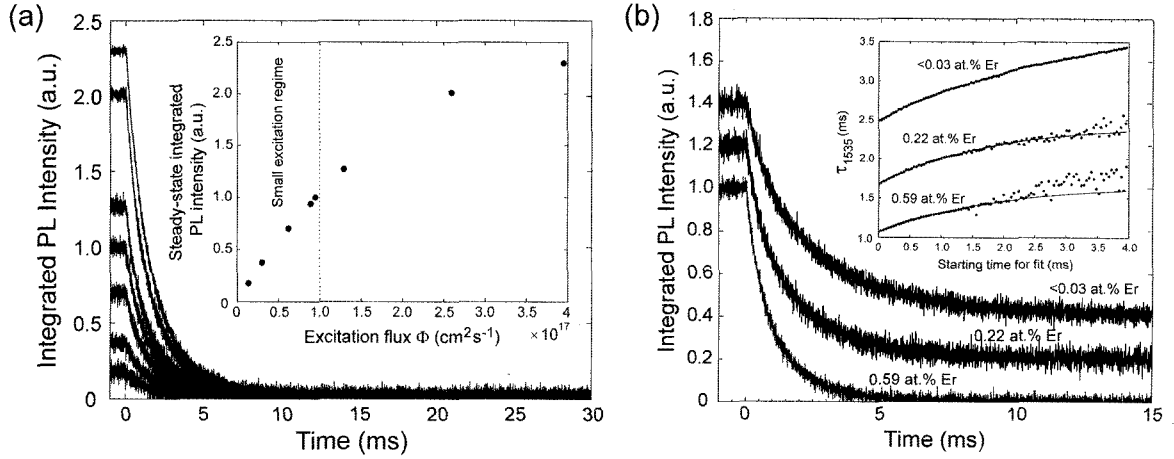 (a)
Integrated PL Intensity (a.u.)
2.5
2.0
1.5
1.0
0.5
0
0 5 10 15 20 25 30
Time (ms)
Steady-state integrated
PL intensity (a.u.)
2.5
2.0
1.5
1.0
0.5
0
Small excitation regime
0 0.5 1.0 1.5 2.0 2.5 3.0 3.5 4
Excitation flux Φ (cm²s⁻¹) × 10¹⁷
(b)
Integrated PL Intensity (a.u.)
1.8
1.6
1.4
1.2
1.0
0.8
0.6
0.4
0.2
0
0 5 10 15
Time (ms)
<0.03 at.% Er
0.22 at.% Er
0.59 at.% Er
τ1535 (ms)
3.5
3.0
2.5
2.0
1.5
1.0
<0.03 at.% Er
0.22 at.% Er
0.59 at.% Er
0 0.5 1.0 1.5 2.0 2.5 3.0 3.5 4.0
Starting time for fit (ms)